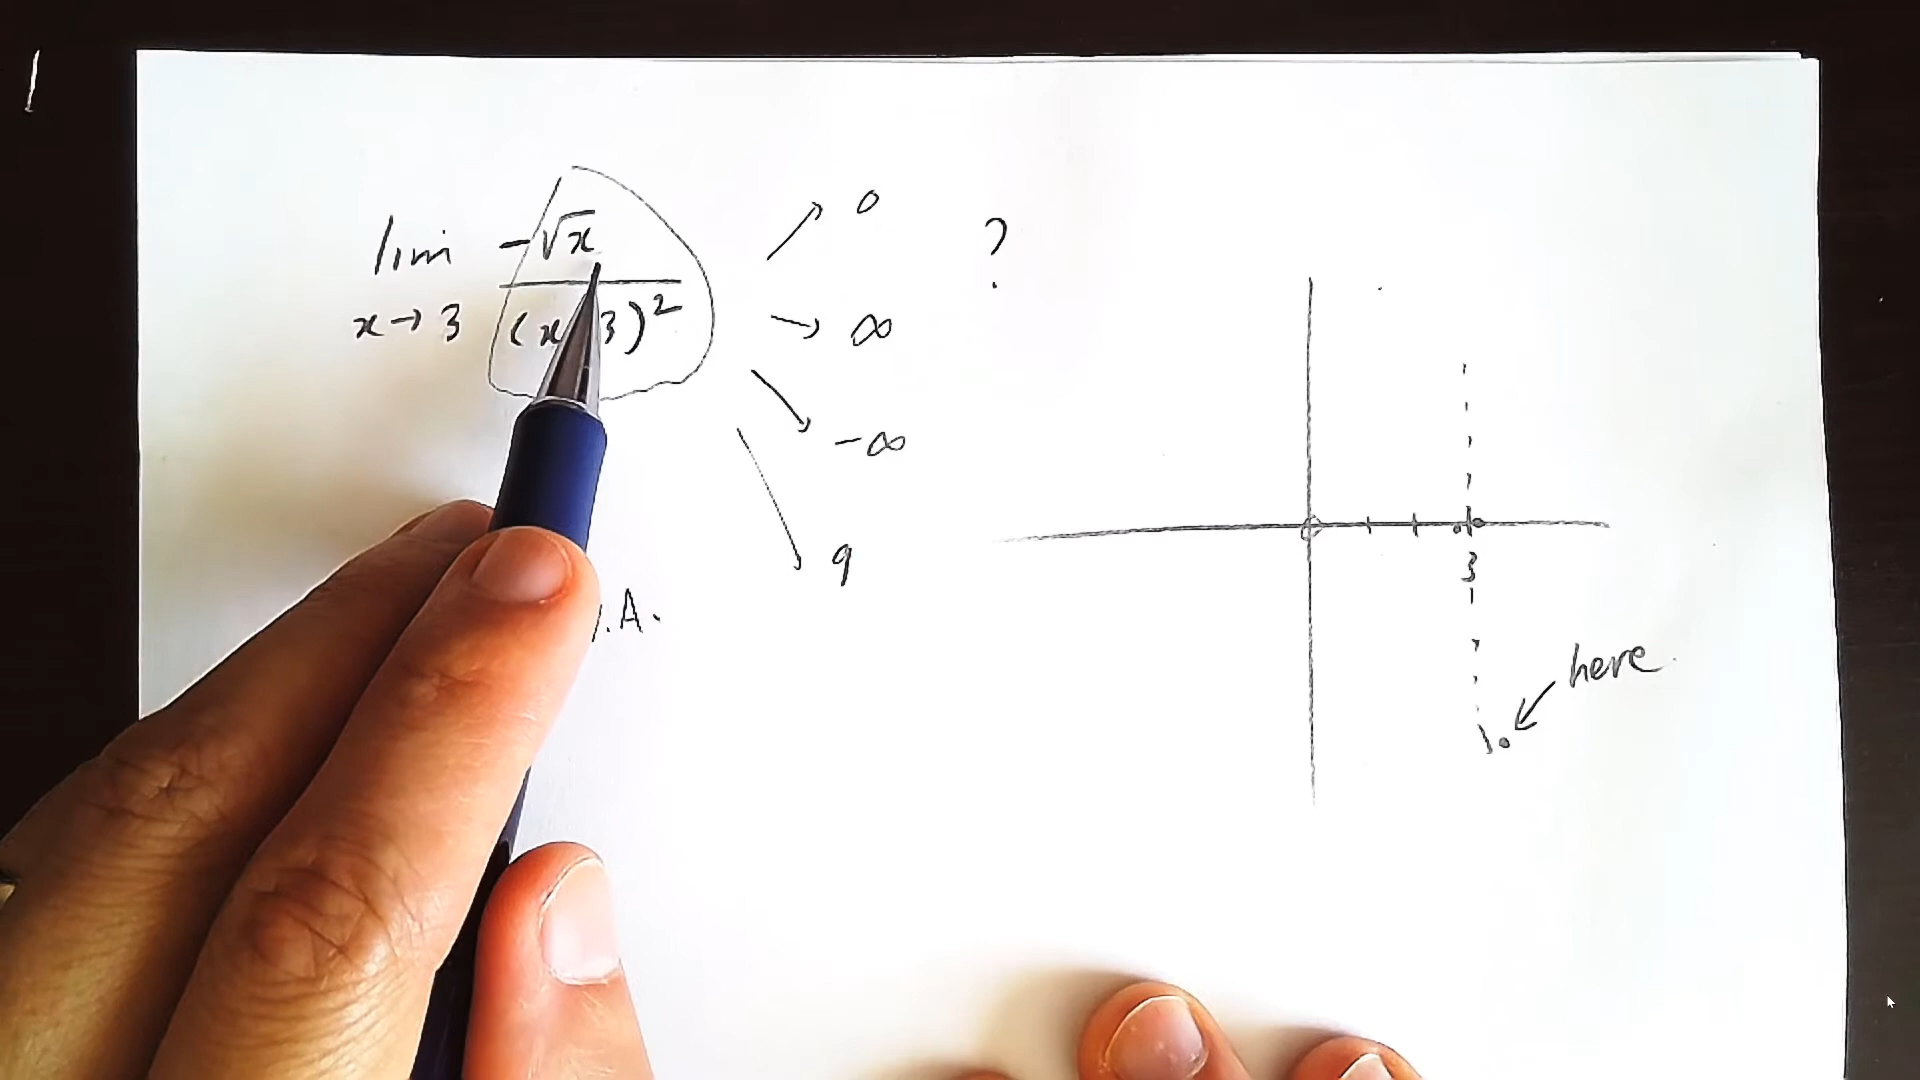 lim -√x
x→3 (x 3)²
0
∞
-∞
9
?
.A.
3
here